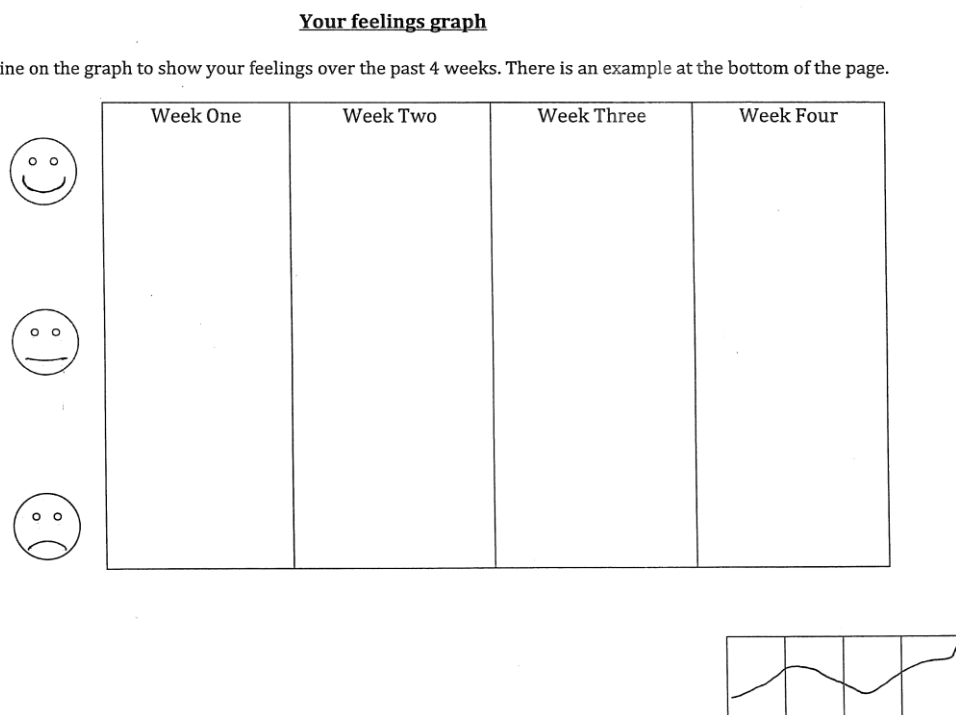 Your feelings graph
ine on the graph to show your feelings over the past 4 weeks. There is an example at the bottom of the page.
Week One Week Two Week Three Week Four